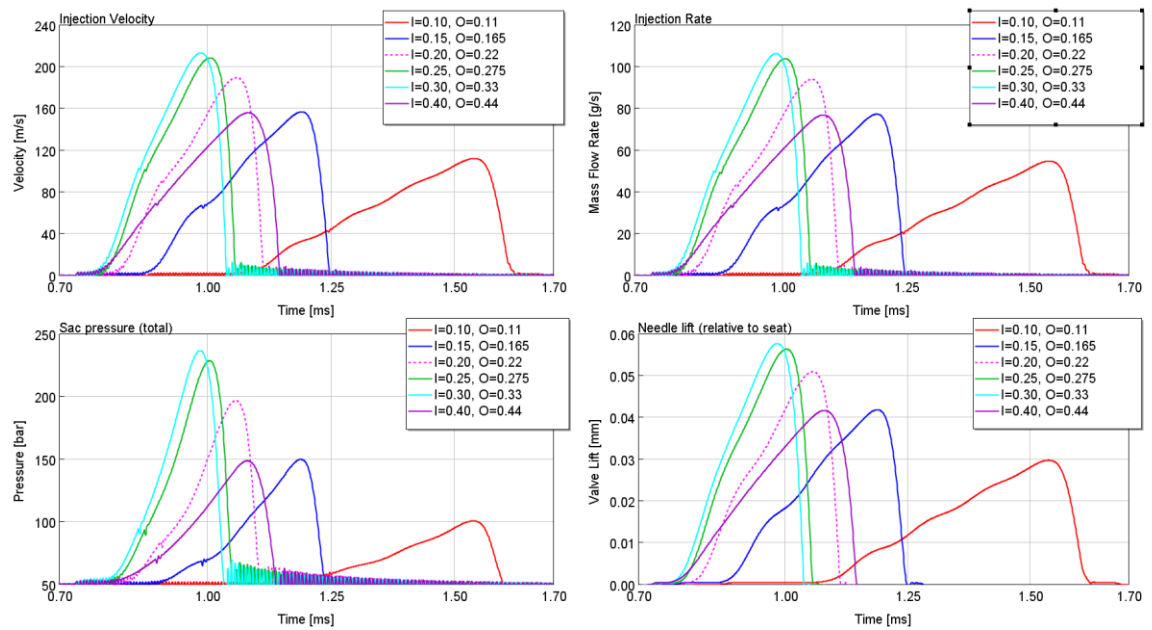 Injection Velocity
240
200
160
120
80
40
0
Velocity [m/s]
0.70
1.00
1.25
1.50
1.70
Time [ms]
I=0.10, O=0.11
I=0.15, O=0.165
I=0.20, O=0.22
I=0.25, O=0.275
I=0.30, O=0.33
I=0.40, O=0.44
Injection Rate
120
100
80
60
40
20
0
Mass Flow Rate [g/s]
0.70
1.00
1.25
1.50
1.70
Time [ms]
I=0.10, O=0.11
I=0.15, O=0.165
I=0.20, O=0.22
I=0.25, O=0.275
I=0.30, O=0.33
I=0.40, O=0.44
Sac pressure (total)
250
200
150
100
50
Pressure [bar]
0.70
1.00
1.25
1.50
1.70
Time [ms]
I=0.10, O=0.11
I=0.15, O=0.165
I=0.20, O=0.22
I=0.25, O=0.275
I=0.30, O=0.33
I=0.40, O=0.44
Needle lift (relative to seat)
0.06
0.05
0.04
0.03
0.02
0.01
0.00
Valve Lift [mm]
0.70
1.00
1.25
1.50
1.70
Time [ms]
I=0.10, O=0.11
I=0.15, O=0.165
I=0.20, O=0.22
I=0.25, O=0.275
I=0.30, O=0.33
I=0.40, O=0.44